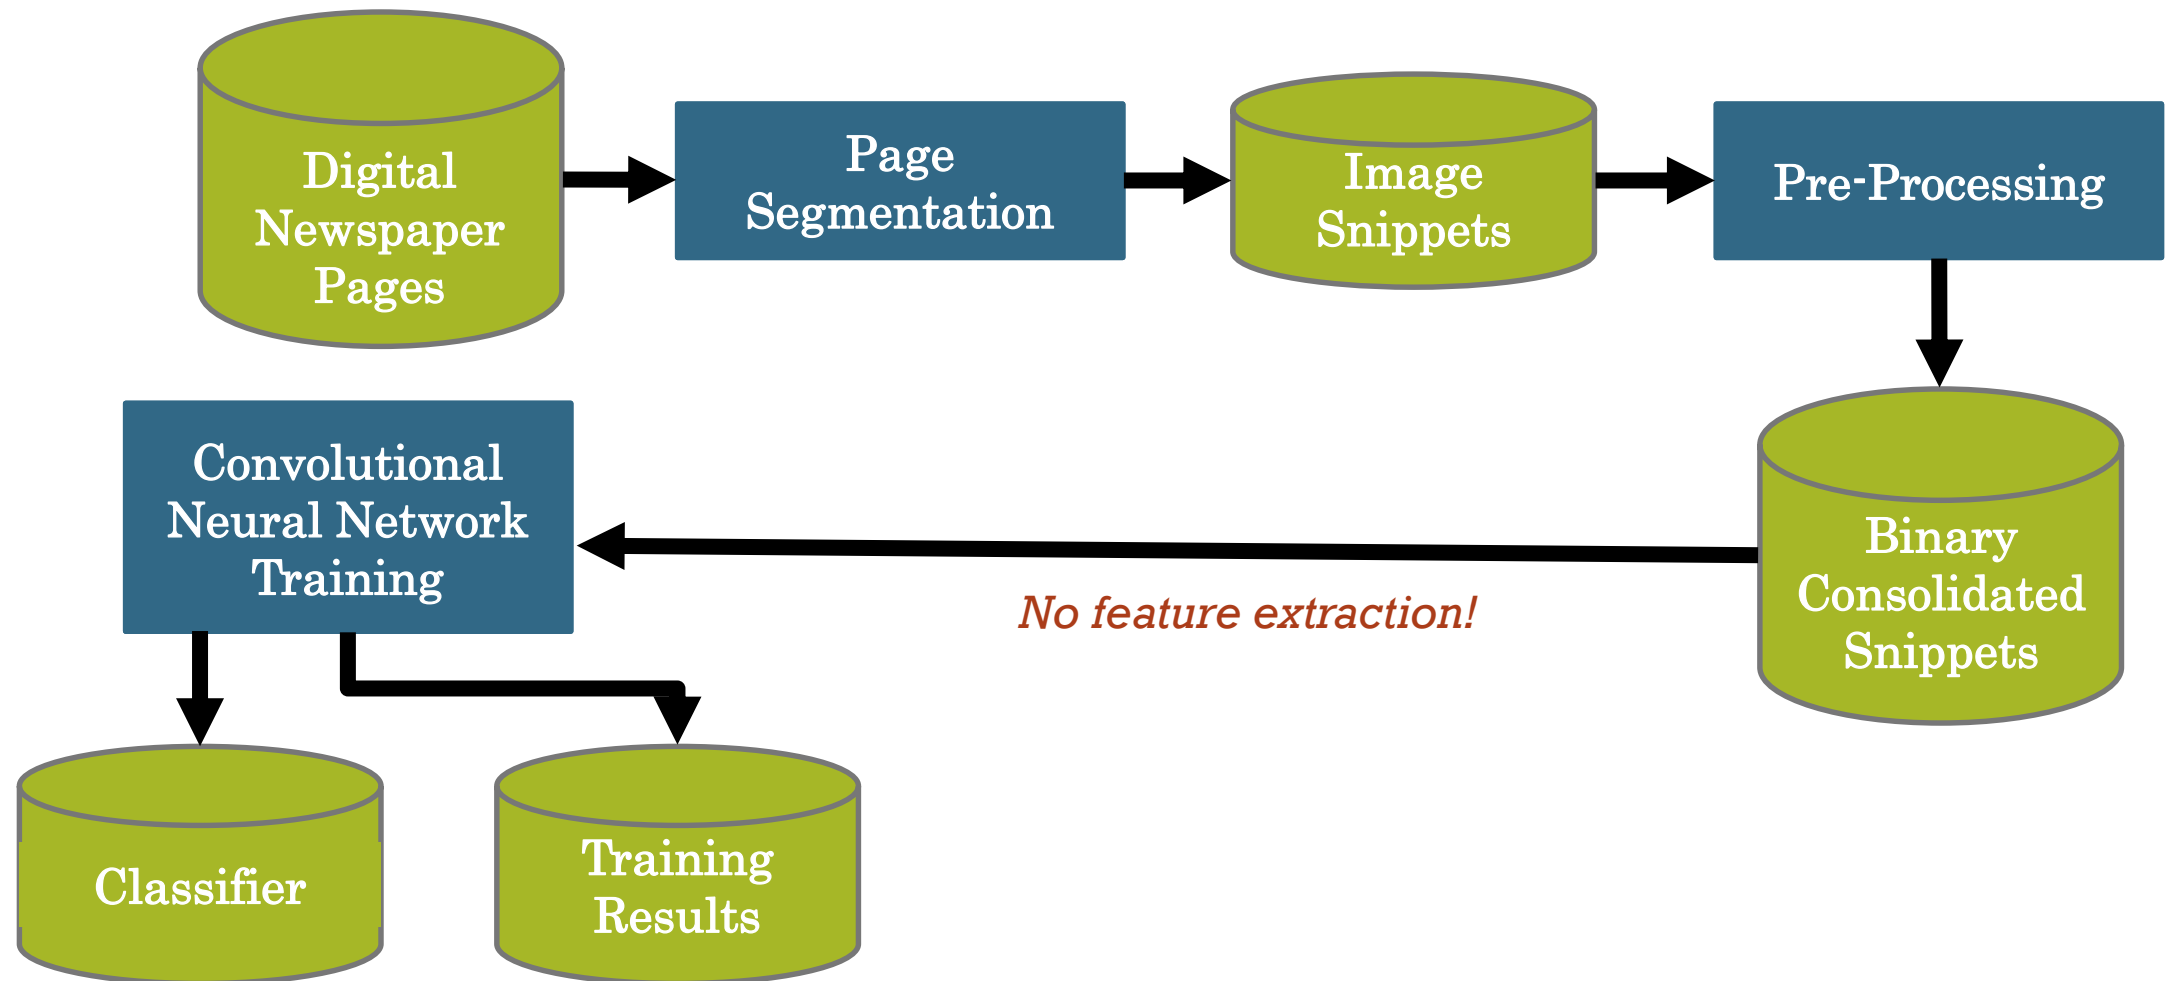 Digital
Newspaper
Pages
Page
Segmentation
Image
Snippets
Pre-Processing
Binary
Consolidated
Snippets
No feature extraction!
Convolutional
Neural Network
Training
Classifier
Training
Results